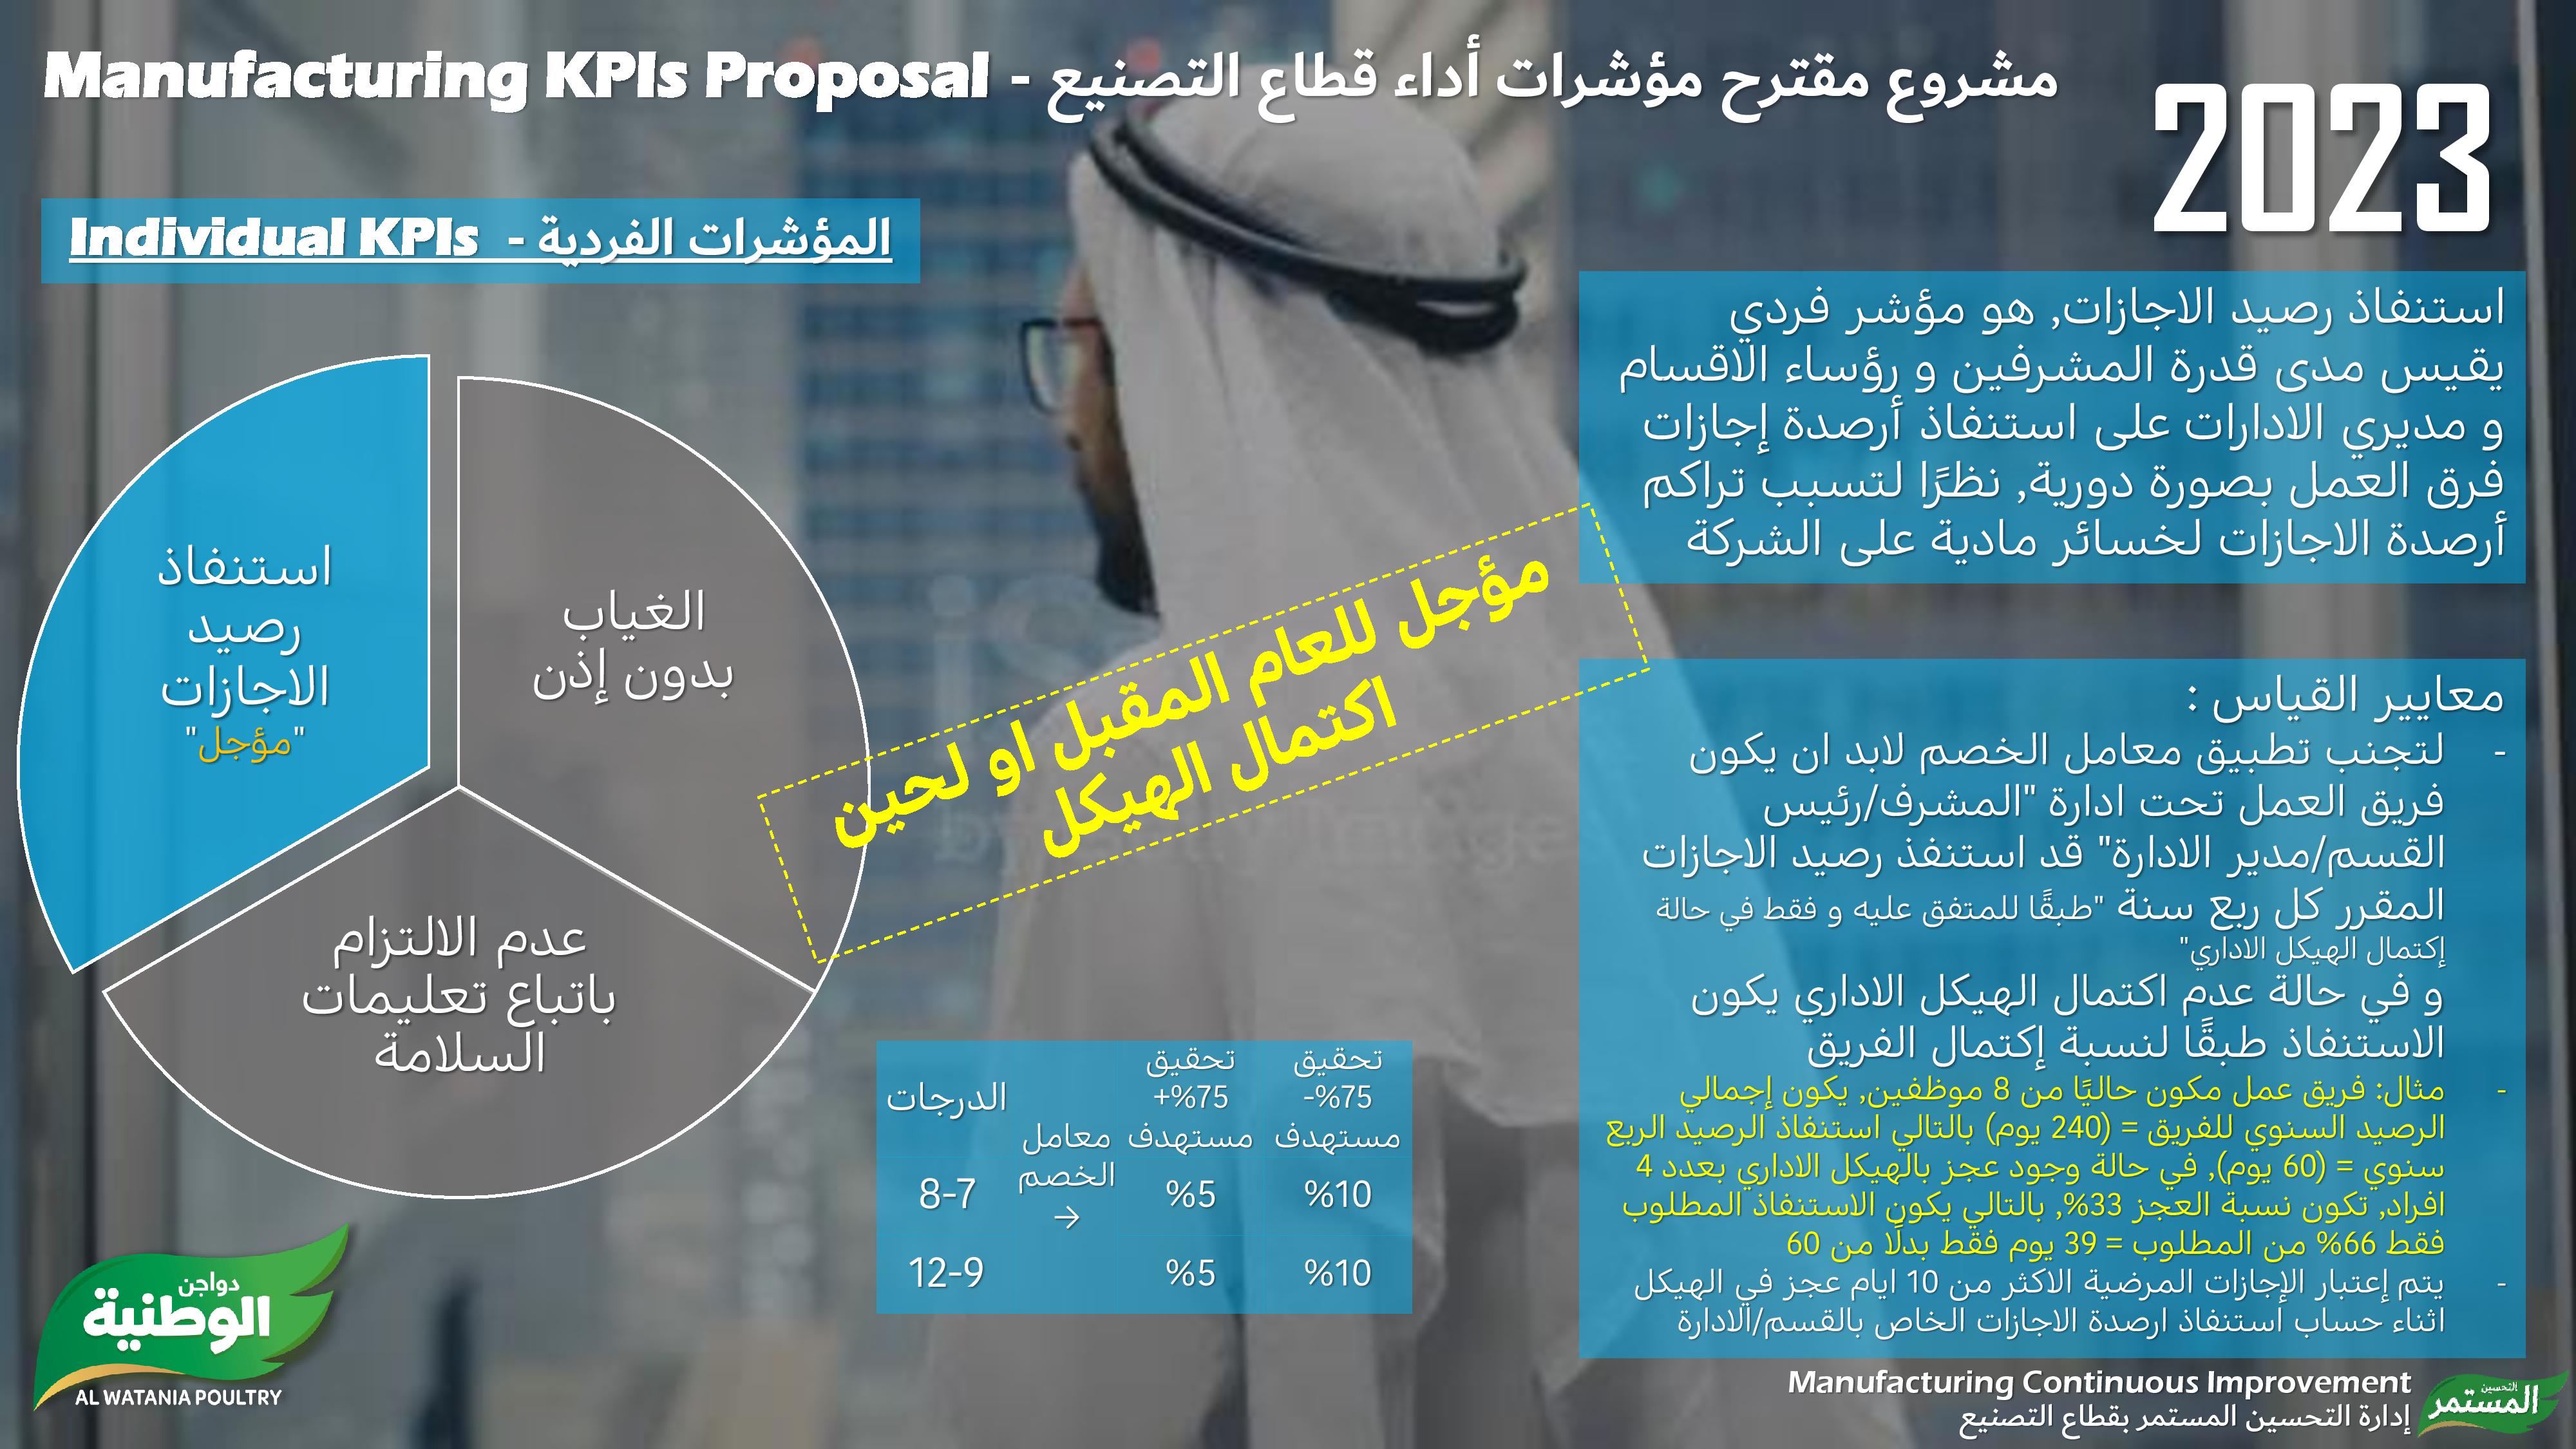 Manufacturing KPIs Proposal - مشروع مقترح مؤشرات أداء قطاع التصنيع
2023
Individual KPIs - المؤشرات الفردية
استنفاذ رصيد الاجازات, هو مؤشر فردي
يقيس مدى قدرة المشرفين و رؤساء الاقسام
و مديري الادارات على استنفاذ أرصدة إجازات
فرق العمل بصورة دورية, نظرًا لتسبب تراكم
أرصدة الاجازات لخسائر مادية على الشركة
استنفاذ
رصيد
الاجازات
"مؤجل"
الغياب
بدون إذن
عدم الالتزام
باتباع تعليمات
السلامة
مؤجل للعام المقبل او لحين
اكتمال الهيكل
معايير القياس :
- لتجنب تطبيق معامل الخصم لابد ان يكون
فريق العمل تحت ادارة "المشرف/رئيس
القسم/مدير الادارة" قد استنفذ رصيد الاجازات
المقرر كل ربع سنة "طبقًا للمتفق عليه و فقط في حالة
إكتمال الهيكل الاداري"
و في حالة عدم اكتمال الهيكل الاداري يكون
الاستنفاذ طبقًا لنسبة إكتمال الفريق
- مثال: فريق عمل مكون حاليًا من 8 موظفين, يكون إجمالي
الرصيد السنوي للفريق = (240 يوم) بالتالي استنفاذ الرصيد الربع
سنوي = (60 يوم), في حالة وجود عجز بالهيكل الاداري بعدد 4
افراد, تكون نسبة العجز 33%, بالتالي يكون الاستنفاذ المطلوب
فقط 66% من المطلوب = 39 يوم فقط بدلًا من 60
- يتم إعتبار الإجازات المرضية الاكثر من 10 ايام عجز في الهيكل
اثناء حساب استنفاذ ارصدة الاجازات الخاص بالقسم/الادارة
الدرجات
معامل
الخصم
→
تحقيق
+%75
مستهدف
تحقيق
-%75
مستهدف
8-7
%5
%10
12-9
%5
%10
دواجن
الوطنية
AL WATANIA POULTRY
Manufacturing Continuous Improvement
إدارة التحسين المستمر بقطاع التصنيع
التحسين
المستمر